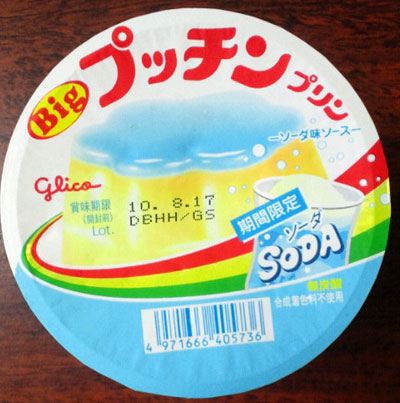 Big
プッチン
プリン
ーソーダ味ソースー
Glico
賞味期限
(開封前)
Lot.
10. 8.17
DBHH/GS
期間限定
ソーダ
SODA
無炭酸
合成着色料不使用
4 971666 405736